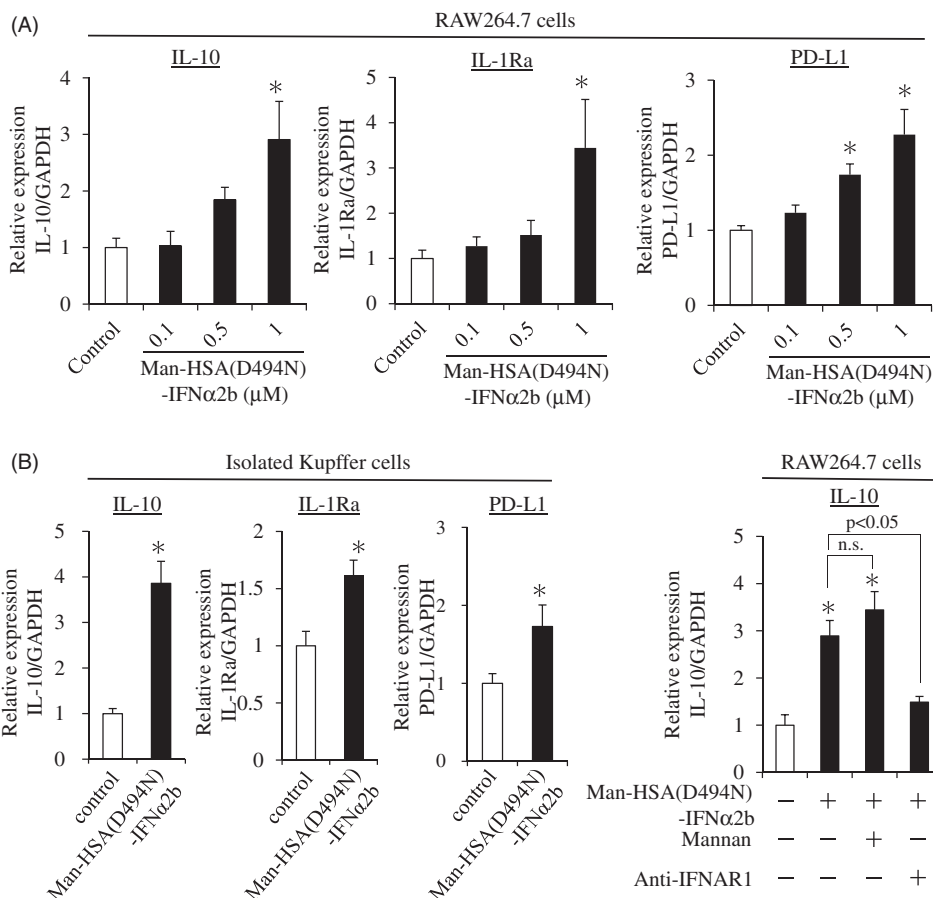 (A)
RAW264.7 cells
IL-10
Relative expression
IL-10/GAPDH
4
3
2
1
0
*
Control
0.1
0.5
1
Man-HSA(D494N)
-IFNα2b (μM)
IL-1Ra
Relative expression
IL-1Ra/GAPDH
5
4
3
2
1
0
*
Control
0.1
0.5
1
Man-HSA(D494N)
-IFNα2b (μM)
PD-L1
Relative expression
PD-L1/GAPDH
3
2
1
0
*
*
Control
0.1
0.5
1
Man-HSA(D494N)
-IFNα2b (μM)
(B)
Isolated Kupffer cells
IL-10
Relative expression
IL-10/GAPDH
5
4
3
2
1
0
*
control
Man-HSA(D494N)
-IFNα2b
IL-1Ra
Relative expression
IL-1Ra/GAPDH
2
1.5
1
0.5
0
*
control
Man-HSA(D494N)
-IFNα2b
PD-L1
Relative expression
PD-L1/GAPDH
3
2
1
0
*
control
Man-HSA(D494N)
-IFNα2b
RAW264.7 cells
IL-10
p<0.05
n.s.
Relative expression
IL-10/GAPDH
5
4
3
2
1
0
*
*
Man-HSA(D494N)
-IFNα2b
– + + +
Mannan
– – + –
Anti-IFNAR1
– – – +